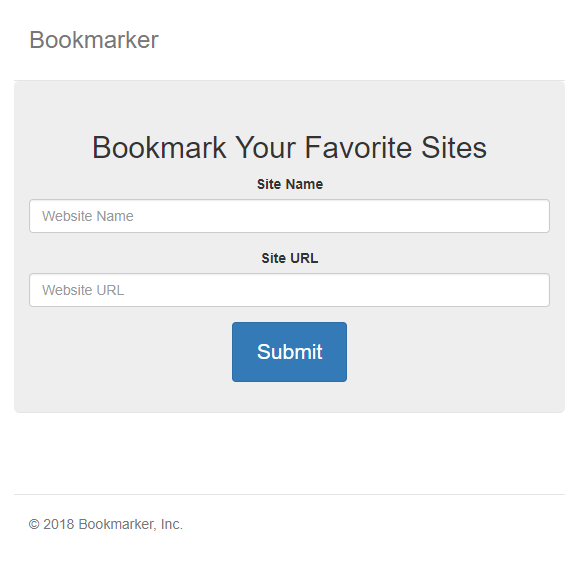 Bookmarker
Bookmark Your Favorite Sites
Site Name
Website Name
Site URL
Website URL
Submit
© 2018 Bookmarker, Inc.